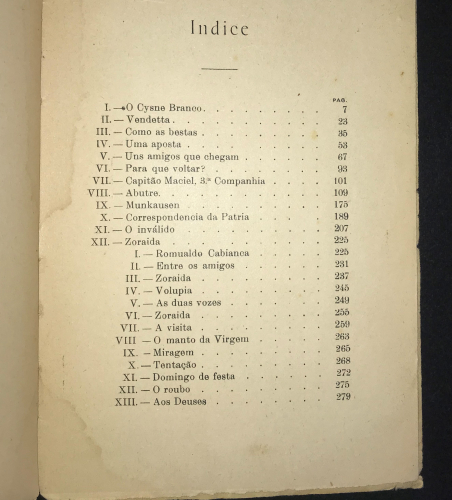 Indice
PAG.
I.—O Cysne Branco. . . . . . . . . 7
II.—Vendetta. . . . . . . . . . 23
III.—Como as bestas . . . . . . . . 35
IV.—Uma aposta . . . . . . . . . 53
V.—Uns amigos que chegam . . . . . . 67
VI.—Para que voltar? . . . . . . . . 93
VII.—Capitão Maciel, 3.ª Companhia . . . . . 101
VIII.—Abutre. . . . . . . . . . . 109
IX.—Munkausen . . . . . . . . . 175
X.—Correspondencia da Patria . . . . . . 189
XI.—O inválido . . . . . . . . . 207
XII.—Zoraida . . . . . . . . . . 225
I.—Romualdo Cabianca . . . . . 225
II.—Entre os amigos . . . . . . 231
III.—Zoraida . . . . . . . . 237
IV.—Volupia . . . . . . . . 245
V.—As duas vozes . . . . . . 249
VI.—Zoraida . . . . . . . . 255
VII.—A visita . . . . . . . . 259
VIII—O manto da Virgem . . . . . 263
IX.—Miragem . . . . . . . . 265
X.—Tentação . . . . . . . . 268
XI.—Domingo de festa . . . . . . 272
XII.—O roubo . . . . . . . . 275
XIII.—Aos Deuses . . . . . . . 279